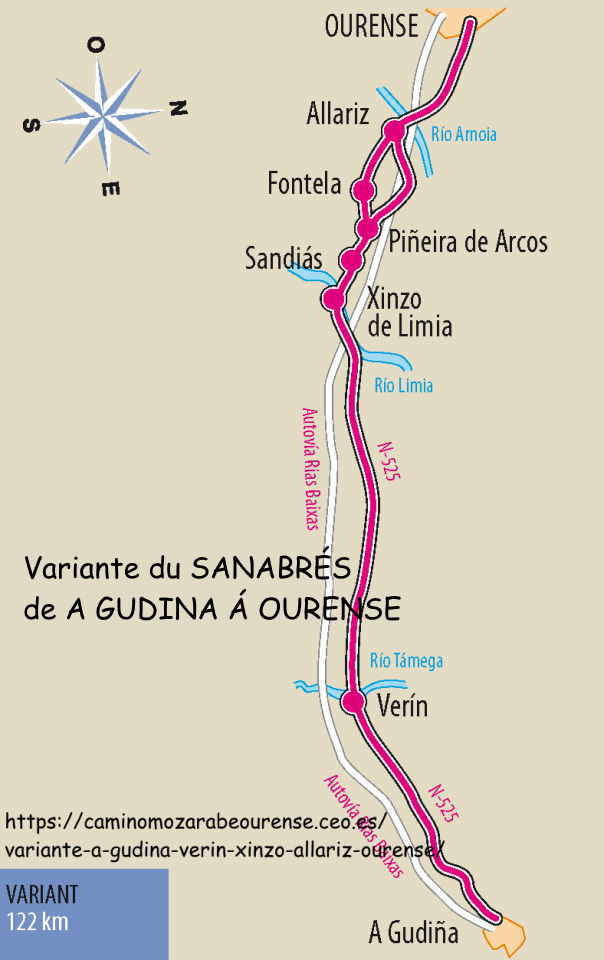 OURENSE
O
N
S
E
Allariz
Río Arnoia
Fontela
Piñeira de Arcos
Sandiás
Xinzo
de Limia
Río Limia
Autovía Rias Baixas
N-525
Variante du SANABRÉS
de A GUDINA Á OURENSE
Río Támega
Verín
Autovía Rias Baixas
N-525
https://caminomozarabeourense.ceo.es/
variante-a-gudina-verin-xinzo-allariz-ourense/
VARIANT
122 km
A Gudiña